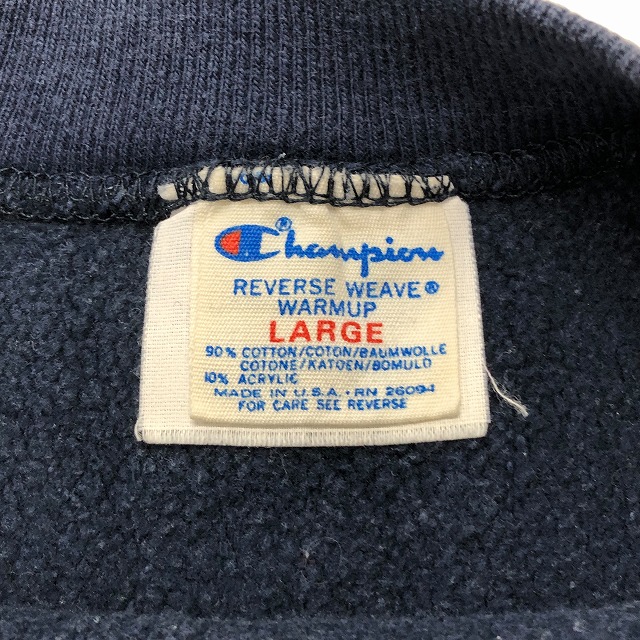 Champion®
REVERSE WEAVE®
WARMUP
LARGE
90% COTTON/COTON/BAUMWOLLE
COTONE/KATOEN/BOMULD
10% ACRYLIC
MADE IN U.S.A. • RN 26094
FOR CARE SEE REVERSE